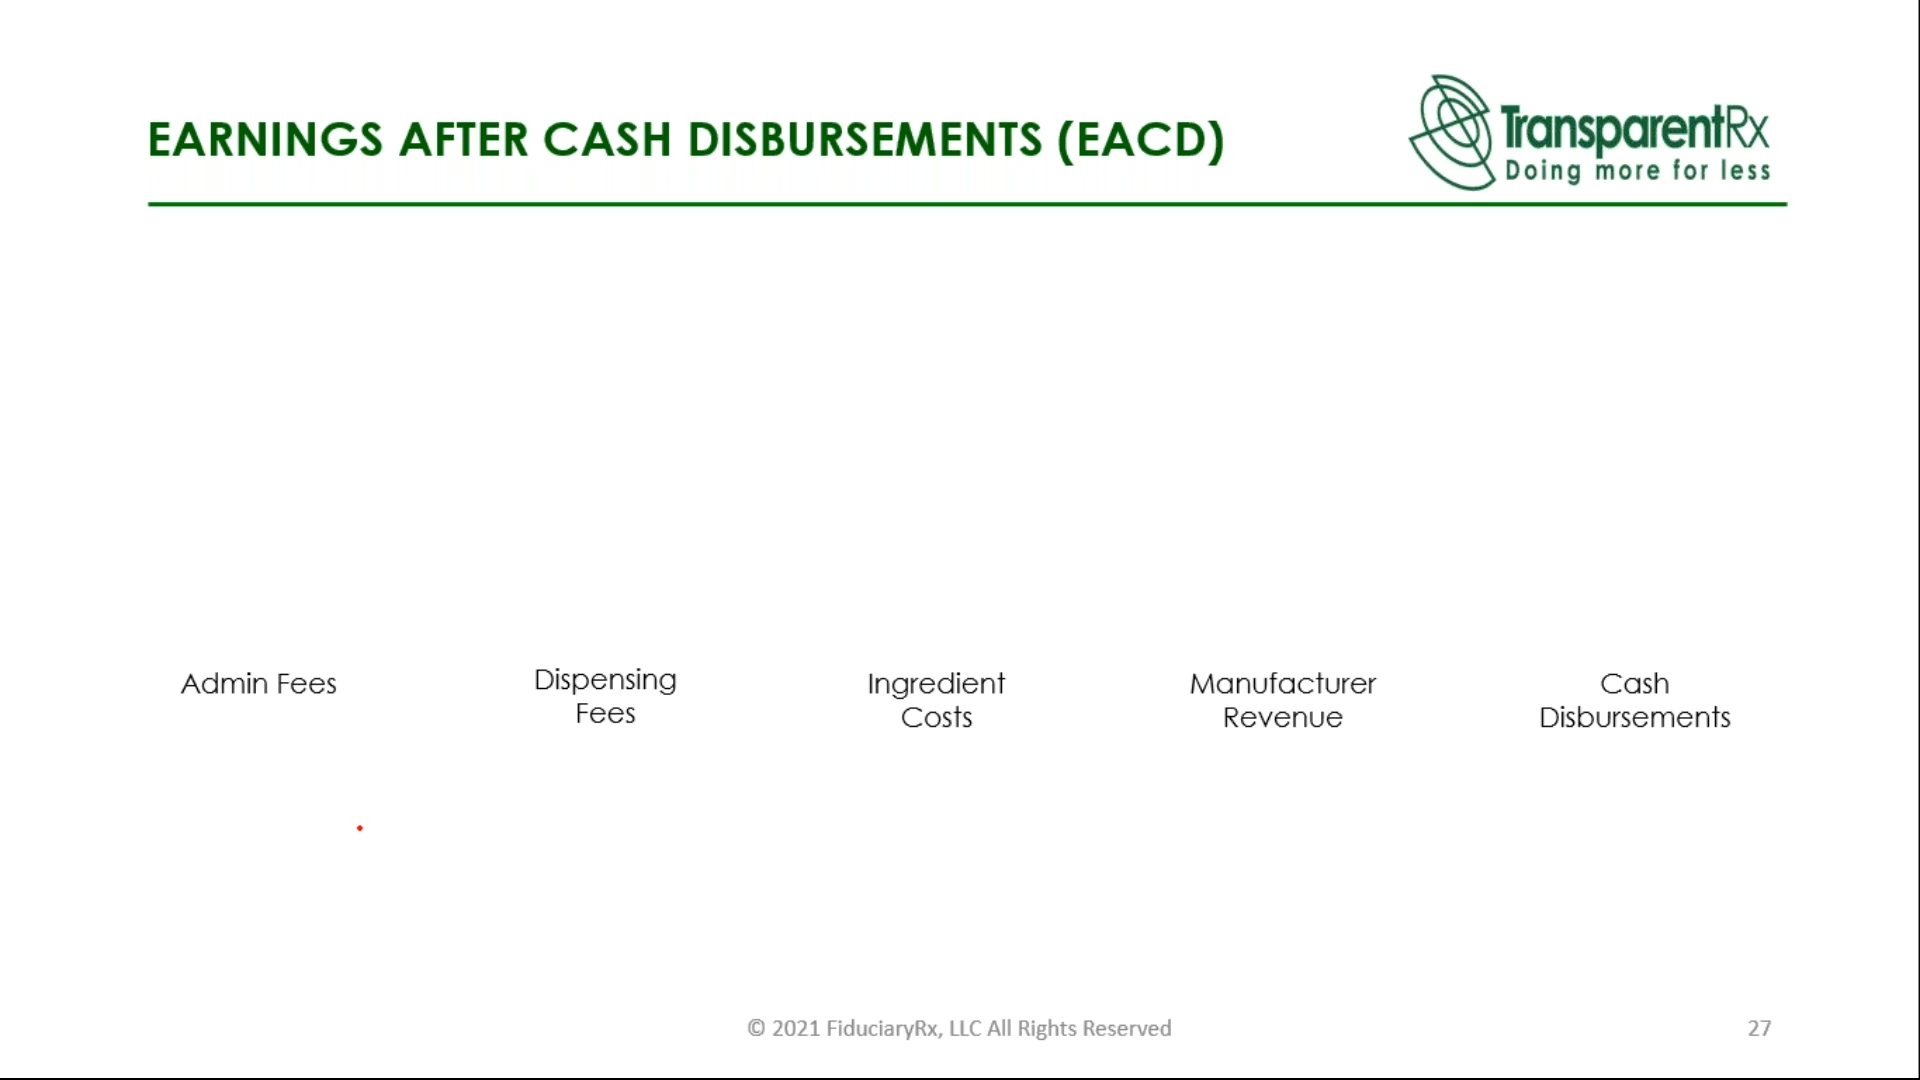 EARNINGS AFTER CASH DISBURSEMENTS (EACD)
TransparentRx
Doing more for less
Admin Fees
Dispensing
Fees
Ingredient
Costs
Manufacturer
Revenue
Cash
Disbursements
© 2021 FiduciaryRx, LLC All Rights Reserved
27